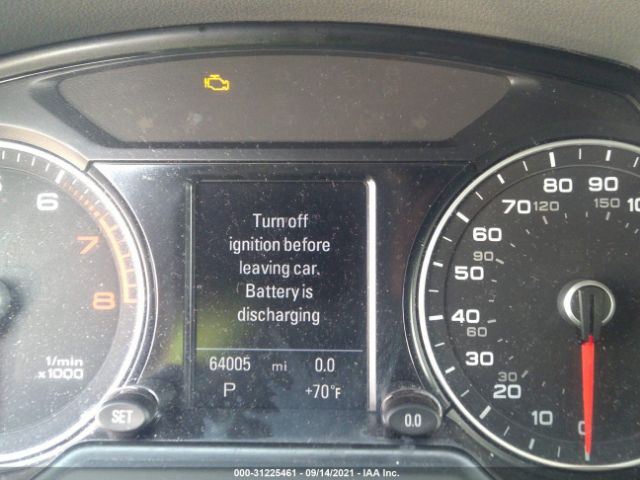 Turn off
ignition before
leaving car.
Battery is
discharging
64005 mi 0.0
P +70°F
6
7
8
1/min
x1000
SET
0.0
80 90
70 120 150
60
90
50
40
60
30
30
20
10
0
000-31225461 - 09/14/2021 - IAA Inc.